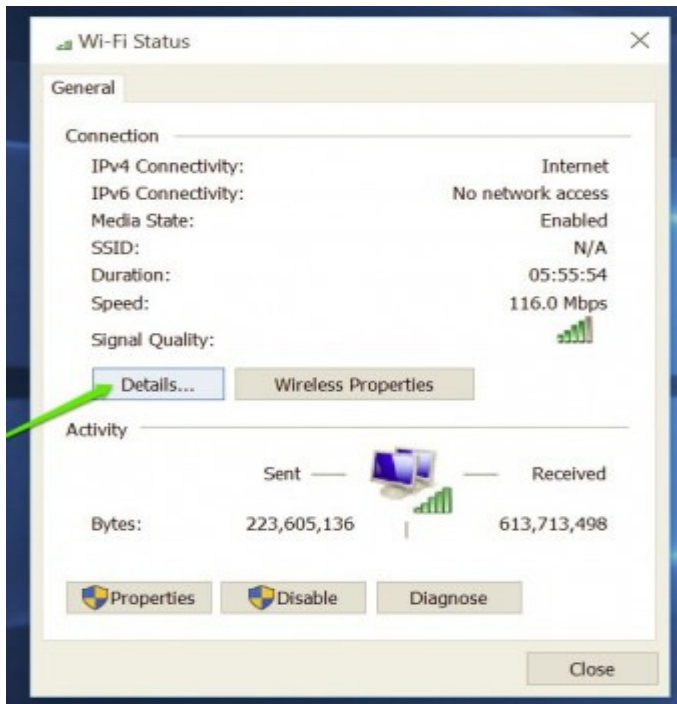 Wi-Fi Status
General
Connection
IPv4 Connectivity: Internet
IPv6 Connectivity: No network access
Media State: Enabled
SSID: N/A
Duration: 05:55:54
Speed: 116.0 Mbps
Signal Quality:
Details... Wireless Properties
Activity
Sent Received
Bytes: 223,605,136 613,713,498
Properties Disable Diagnose
Close